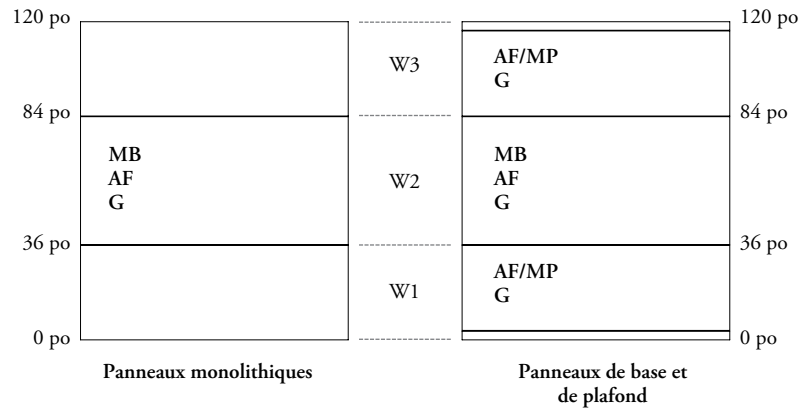 120 po
84 po
36 po
0 po
MB
AF
G
Panneaux monolithiques
W3
W2
W1
AF/MP
G
MB
AF
G
AF/MP
G
120 po
84 po
36 po
0 po
Panneaux de base et
de plafond